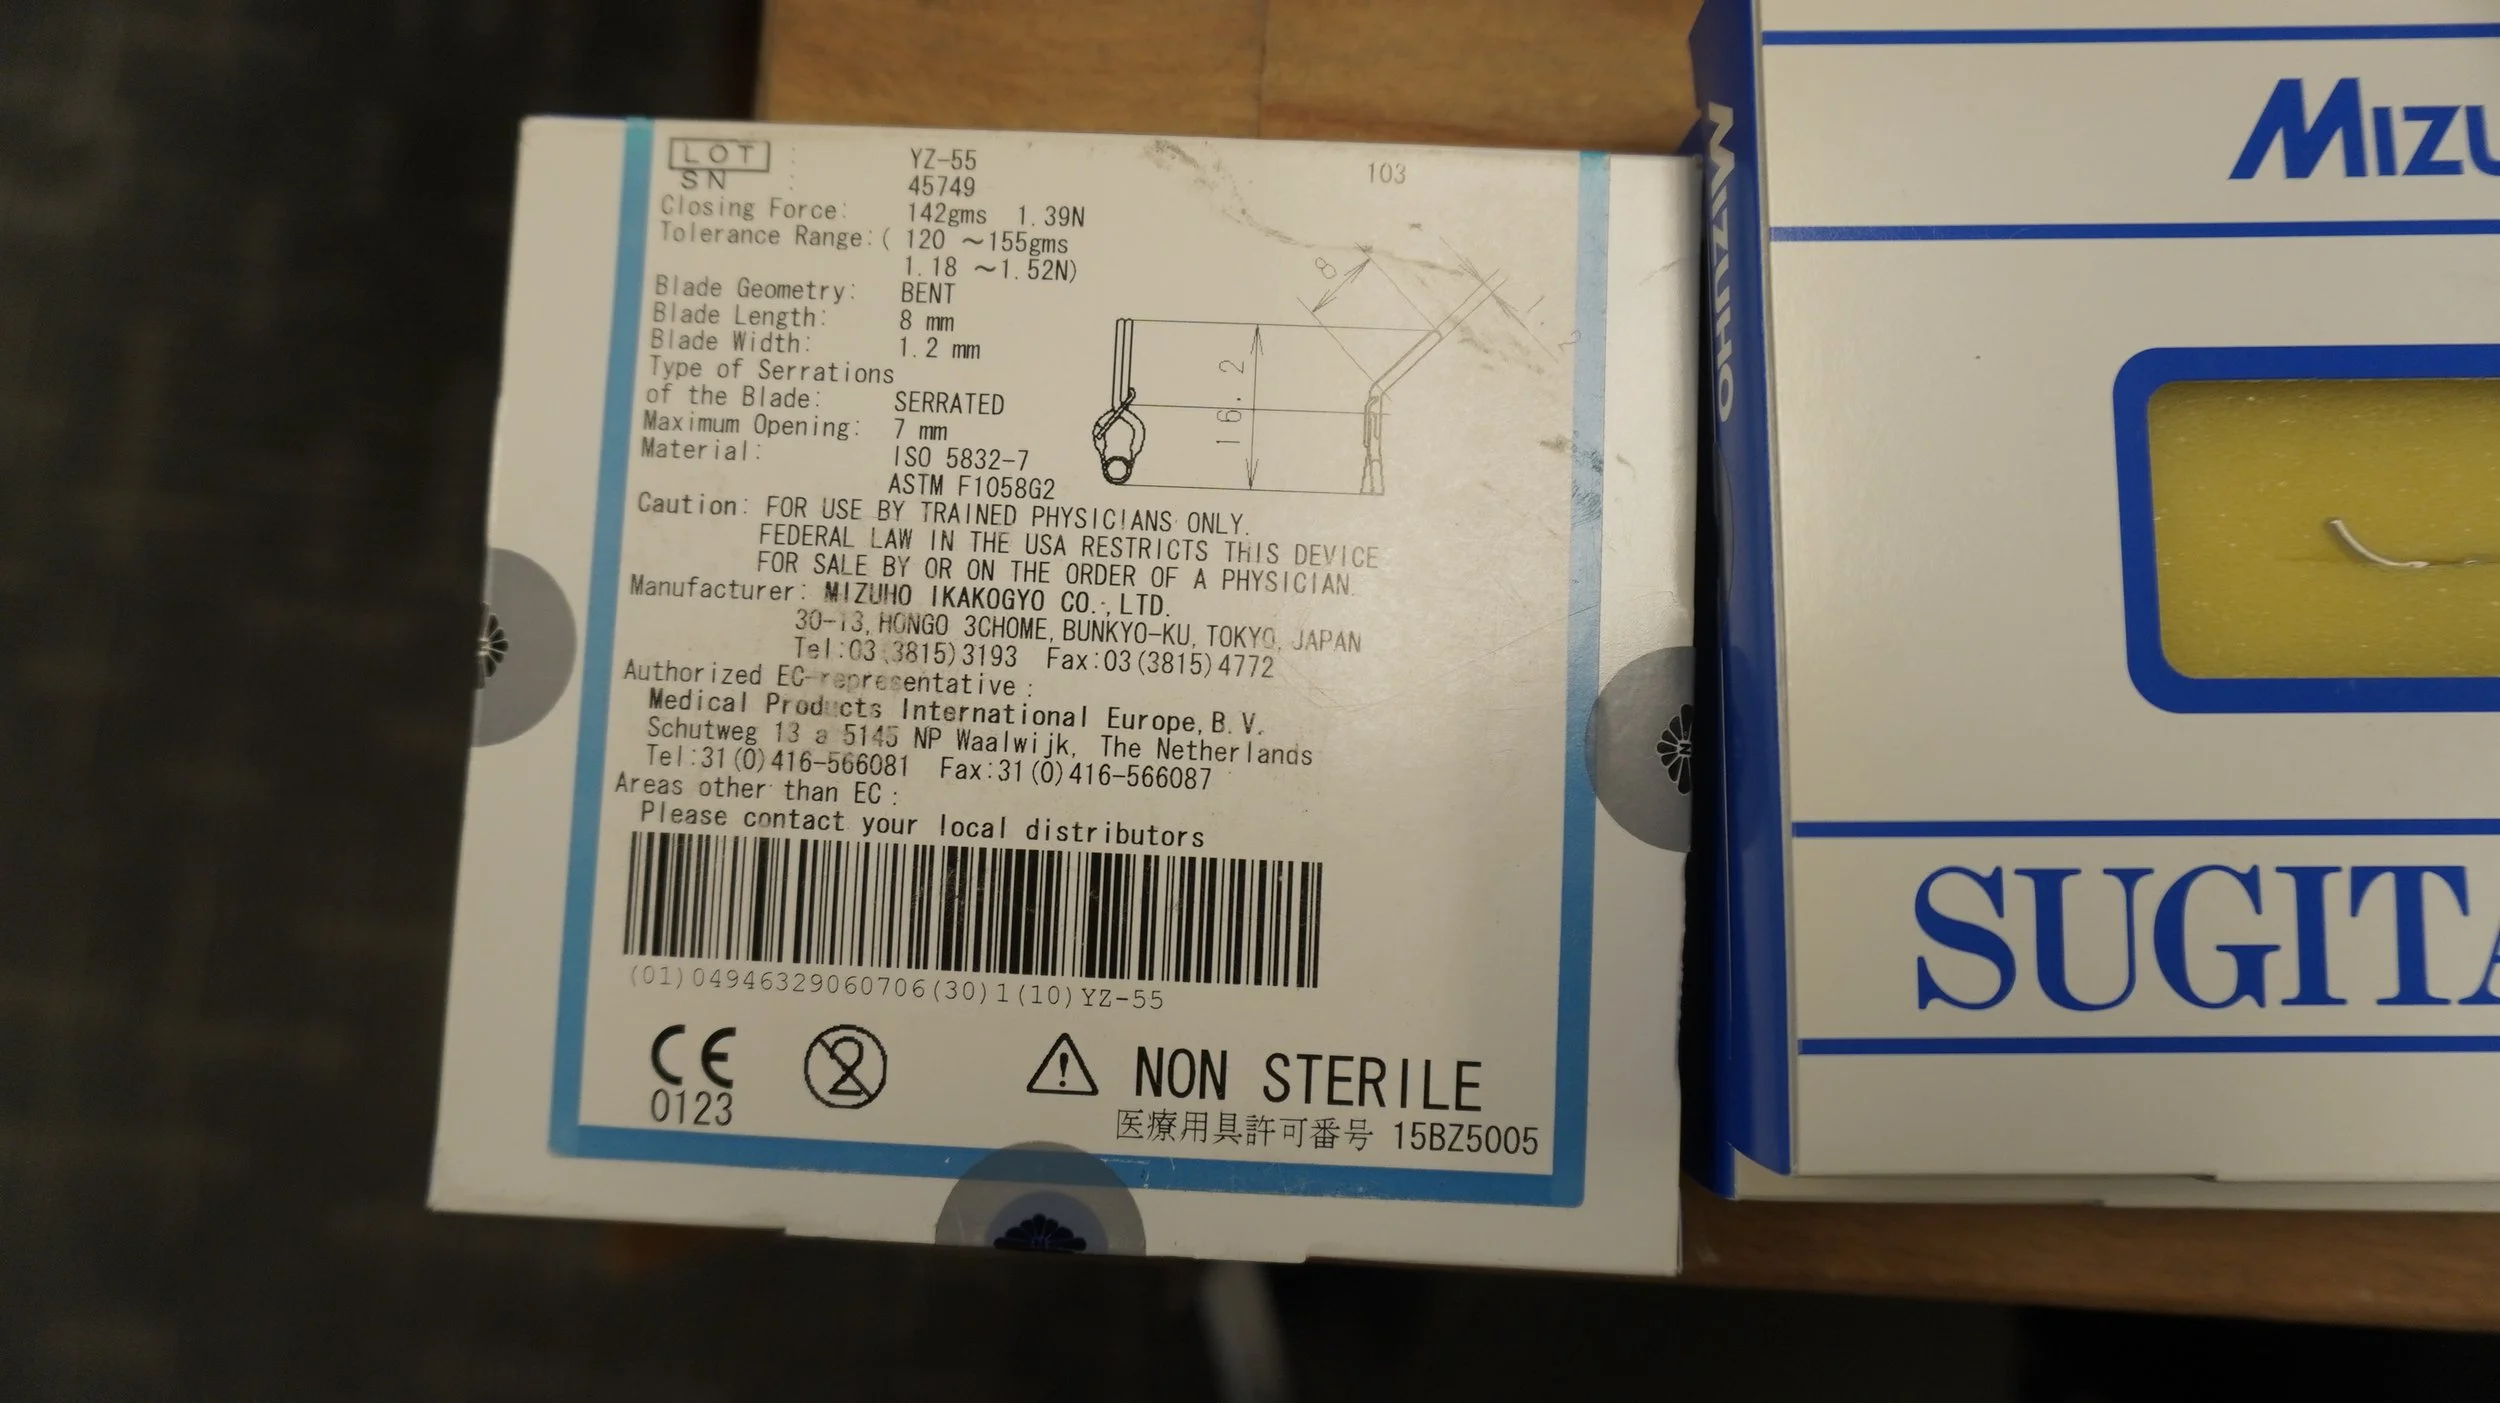 LOT : YZ-55
103
SN : 45749
Closing Force: 142gms 1.39N
Tolerance Range:( 120 ~155gms
1.18 ~1.52N)
Blade Geometry: BENT
Blade Length: 8 mm
Blade Width: 1.2 mm
Type of Serrations
of the Blade: SERRATED
Maximum Opening: 7 mm
Material: ISO 5832-7
ASTM F1058G2
8
16.2
Caution: FOR USE BY TRAINED PHYSICIANS ONLY.
FEDERAL LAW IN THE USA RESTRICTS THIS DEVICE
FOR SALE BY OR ON THE ORDER OF A PHYSICIAN.
Manufacturer: MIZUHO IKAKOGYO CO., LTD.
30-13, HONGO 3CHOME, BUNKYO-KU, TOKYO, JAPAN
Tel:03(3815)3193 Fax:03(3815)4772
Authorized EC-representative :
Medical Products International Europe, B.V.
Schutweg 13 a 5145 NP Waalwijk, The Netherlands
Tel:31(0)416-566081 Fax:31(0)416-566087
Areas other than EC :
Please contact your local distributors
(01)04946329060706(30)1(10)YZ-55
CE
0123
2
NON STERILE
医療用具許可番号 15BZ5005
MIZUHO
MIZU
SUGITA